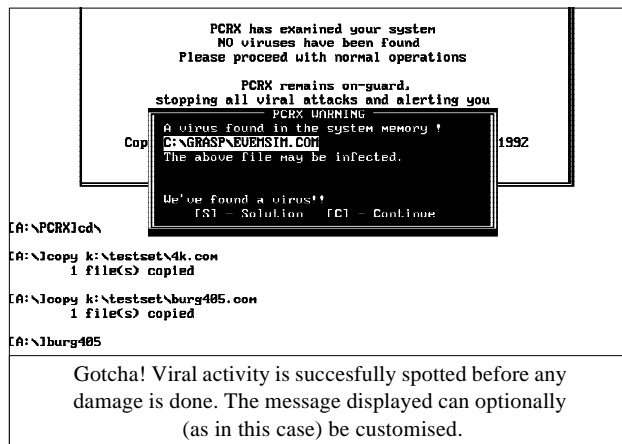 PCRX has examined your system
NO viruses have been found
Please proceed with normal operations
PCRX remains on-guard,
stopping all viral attacks and alerting you
PCRX WARNING
A virus found in the system memory !
Cop C:\GRASP\EVEMSIM.COM 1992
The above file may be infected.
We've found a virus!!
[S] - Solution [C] - Continue
[A:\PCRX]cd\
[A:\]copy k:\testset\4k.com
1 file(s) copied
[A:\]copy k:\testset\burg405.com
1 file(s) copied
[A:\]burg405
Gotcha! Viral activity is succesfully spotted before any
damage is done. The message displayed can optionally
(as in this case) be customised.